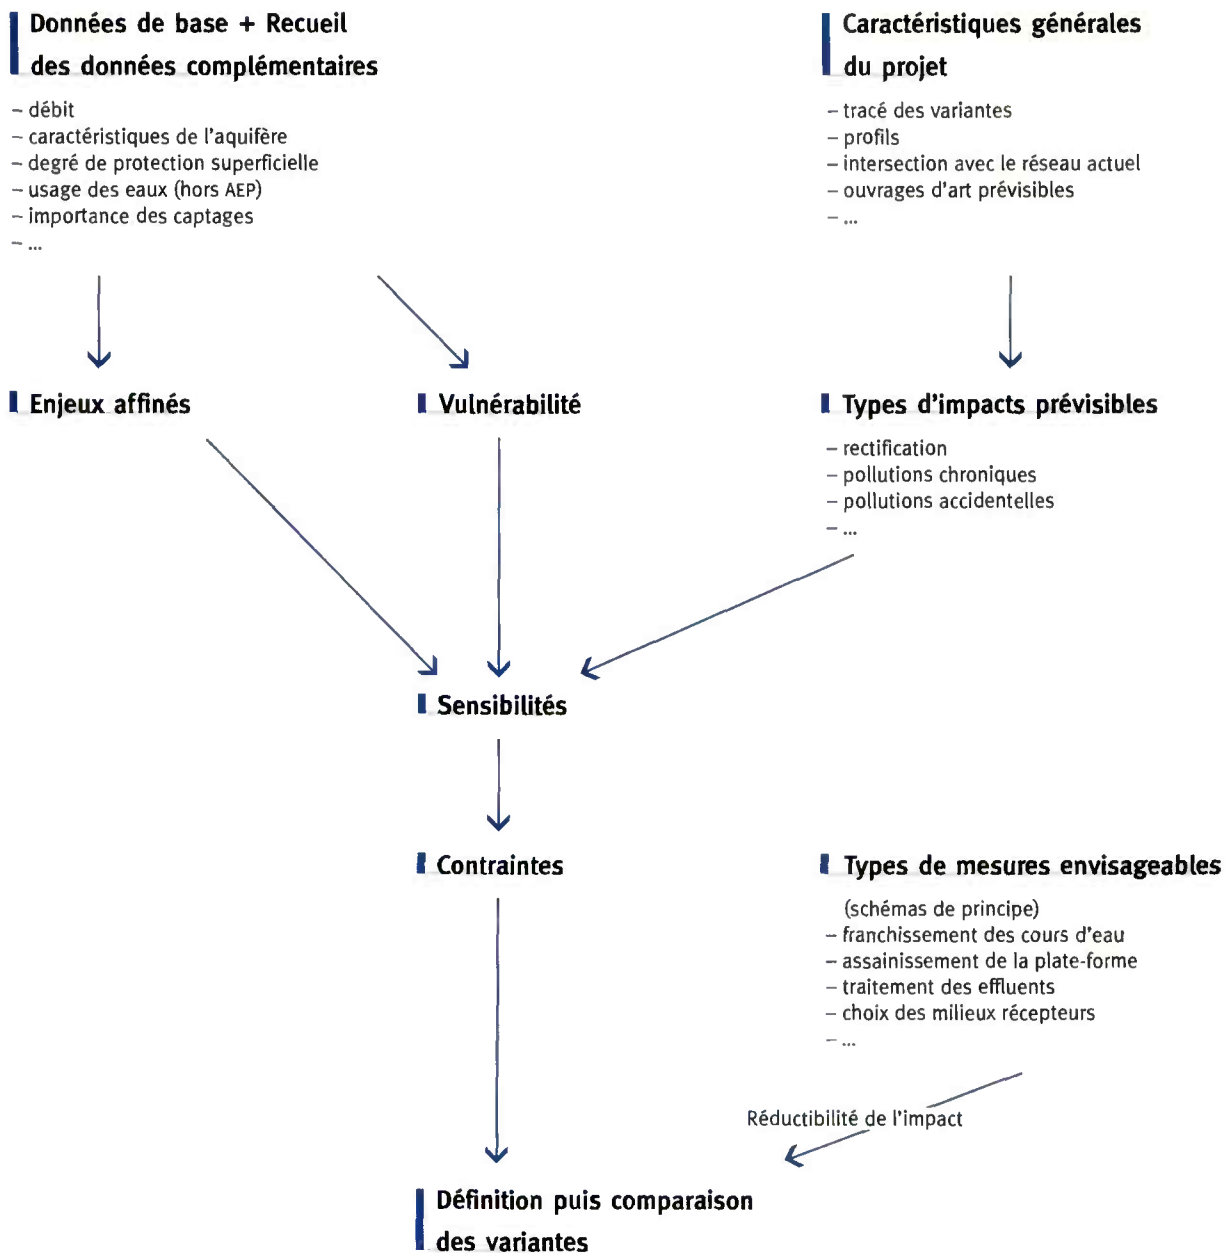 Données de base + Recueil
des données complémentaires
– débit
– caractéristiques de l'aquifère
– degré de protection superficielle
– usage des eaux (hors AEP)
– importance des captages
– ...
Caractéristiques générales
du projet
– tracé des variantes
– profils
– intersection avec le réseau actuel
– ouvrages d'art prévisibles
– ...
Enjeux affinés
Vulnérabilité
Types d'impacts prévisibles
– rectification
– pollutions chroniques
– pollutions accidentelles
– ...
Sensibilités
Contraintes
Types de mesures envisageables
(schémas de principe)
– franchissement des cours d'eau
– assainissement de la plate-forme
– traitement des effluents
– choix des milieux récepteurs
– ...
Réductibilité de l'impact
Définition puis comparaison
des variantes